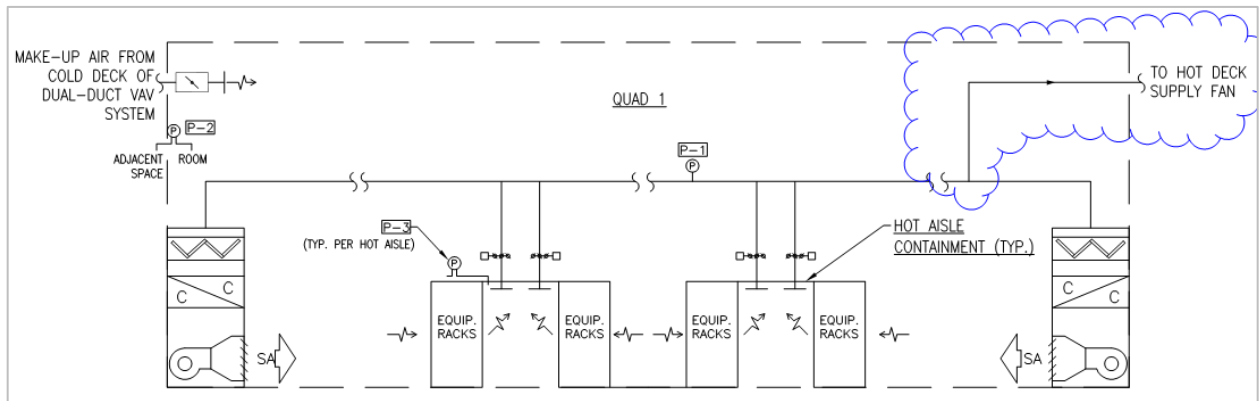 MAKE-UP AIR FROM
COLD DECK OF
DUAL-DUCT VAV
SYSTEM
TO HOT DECK
SUPPLY FAN
QUAD 1
P P-2
ADJACENT ROOM
SPACE
P-1
P
P-3
(TYP. PER HOT AISLE)
P
HOT AISLE
CONTAINMENT (TYP.)
C C
EQUIP. RACKS
EQUIP. RACKS
EQUIP. RACKS
EQUIP. RACKS
C C
SA
SA